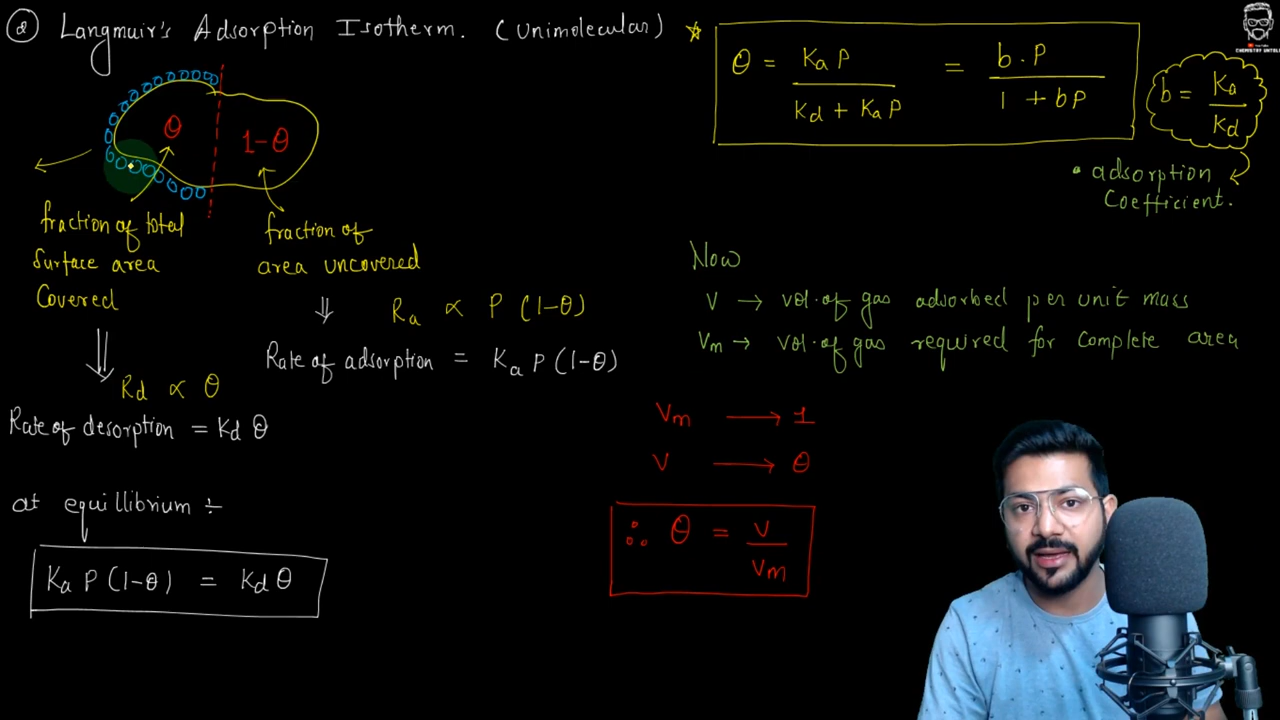 ② Langmuir's Adsorption Isotherm. (Unimolecular)
θ
1-θ
fraction of total
Surface area
Covered
fraction of
area uncovered
Ra ∝ P (1-θ)
Rate of adsorption = Ka P (1-θ)
Rd ∝ θ
Rate of desorption = Kd θ
at equillibrium ÷
Ka P (1-θ) = Kd θ
θ = Ka P / Kd + Ka P = b.P / 1 + bP
b = Ka / Kd
adsorption
Coefficient.
Now
V → vol. of gas adsorbed per unit mass
Vm → vol. of gas required for complete area
Vm → 1
V → θ
∴ θ = V / Vm